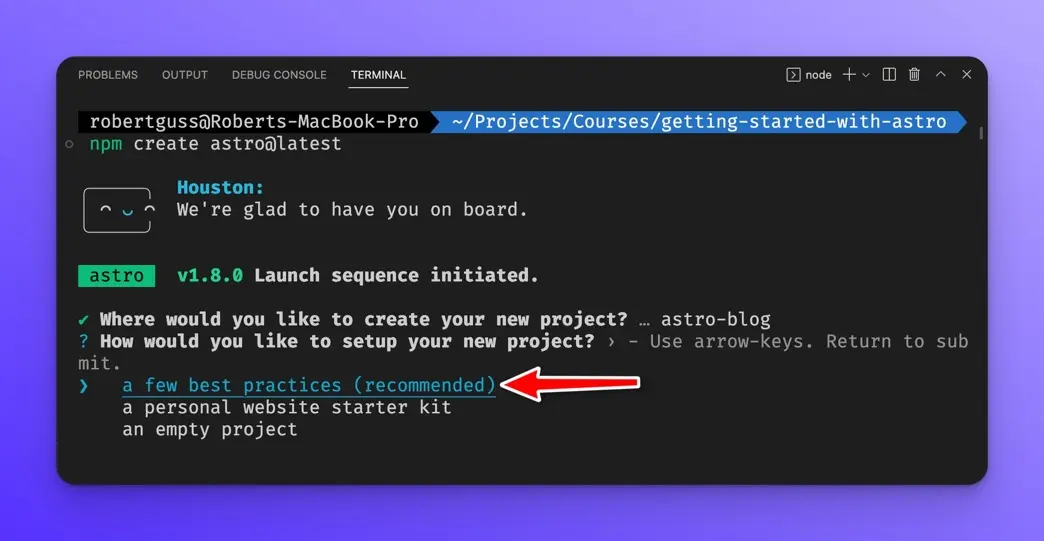 PROBLEMS OUTPUT DEBUG CONSOLE TERMINAL node
robertguss@Roberts-MacBook-Pro ~/Projects/Courses/getting-started-with-astro
npm create astro@latest
Houston:
We're glad to have you on board.
astro v1.8.0 Launch sequence initiated.
✔ Where would you like to create your new project? … astro-blog
? How would you like to setup your new project? › - Use arrow-keys. Return to sub
mit.
❯ a few best practices (recommended)
a personal website starter kit
an empty project